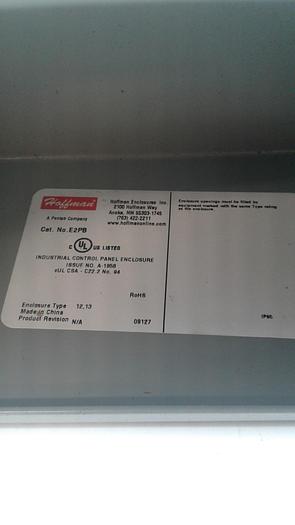 Hoffman
A Pentair Company
Hoffman Enclosures Inc.
2100 Hoffman Way
Anoka, MN 55303-1745
(763) 422-2211
www.hoffmanonline.com
Cat. No. E2PB
C UL US LISTED
INDUSTRIAL CONTROL PANEL ENCLOSURE
ISSUE NO. A-1958
cUL CSA - C22.2 No. 94
RoHS
Enclosure Type 12,13
Made in China
Product Revision N/A
09127
Enclosure openings must be filled by
equipment marked with the same Type rating
as the enclosure.